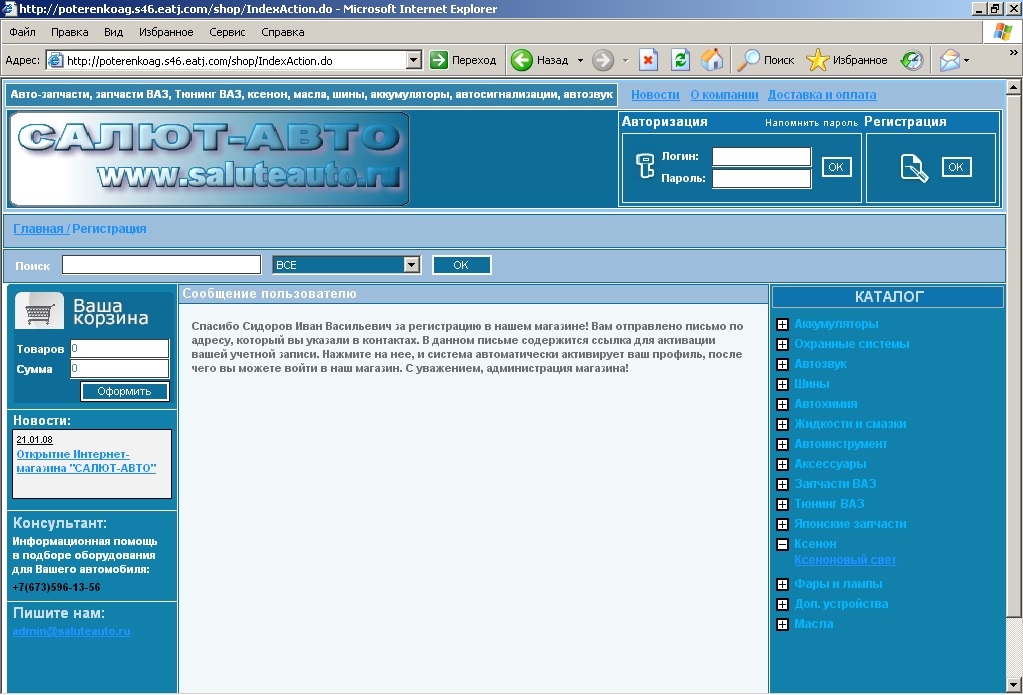 http://poterenkoag.s46.eatj.com/shop/IndexAction.do - Microsoft Internet Explorer
Файл Правка Вид Избранное Сервис Справка
Адрес: http://poterenkoag.s46.eatj.com/shop/IndexAction.do Переход Назад Поиск Избранное
Авто-запчасти, запчасти ВАЗ, Тюнинг ВАЗ, ксенон, масла, шины, аккумуляторы, автосигнализации, автозвук
Новости О компании Доставка и оплата
САЛЮТ-АВТО
www.saluteauto.ru
Авторизация Напомнить пароль Регистрация
Логин:
Пароль:
OK
OK
Главная / Регистрация
Поиск ВСЕ OK
Ваша
корзина
Товаров 0
Сумма 0
Оформить
Новости:
21.01.08
Открытие Интернет-
магазина "САЛЮТ-АВТО"
Консультант:
Информационная помощь
в подборе оборудования
для Вашего автомобиля:
+7(673)596-13-56
Пишите нам:
admin@saluteauto.ru
Сообщение пользователю
Спасибо Сидоров Иван Васильевич за регистрацию в нашем магазине! Вам отправлено письмо по
адресу, который вы указали в контактах. В данном письме содержится ссылка для активации
вашей учетной записи. Нажмите на нее, и система автоматически активирует ваш профиль, после
чего вы можете войти в наш магазин. С уважением, администрация магазина!
КАТАЛОГ
Аккумуляторы
Охранные системы
Автозвук
Шины
Автохимия
Жидкости и смазки
Автоинструмент
Аксессуары
Запчасти ВАЗ
Тюнинг ВАЗ
Японские запчасти
Ксенон
Ксеноновый свет
Фары и лампы
Доп. устройства
Масла